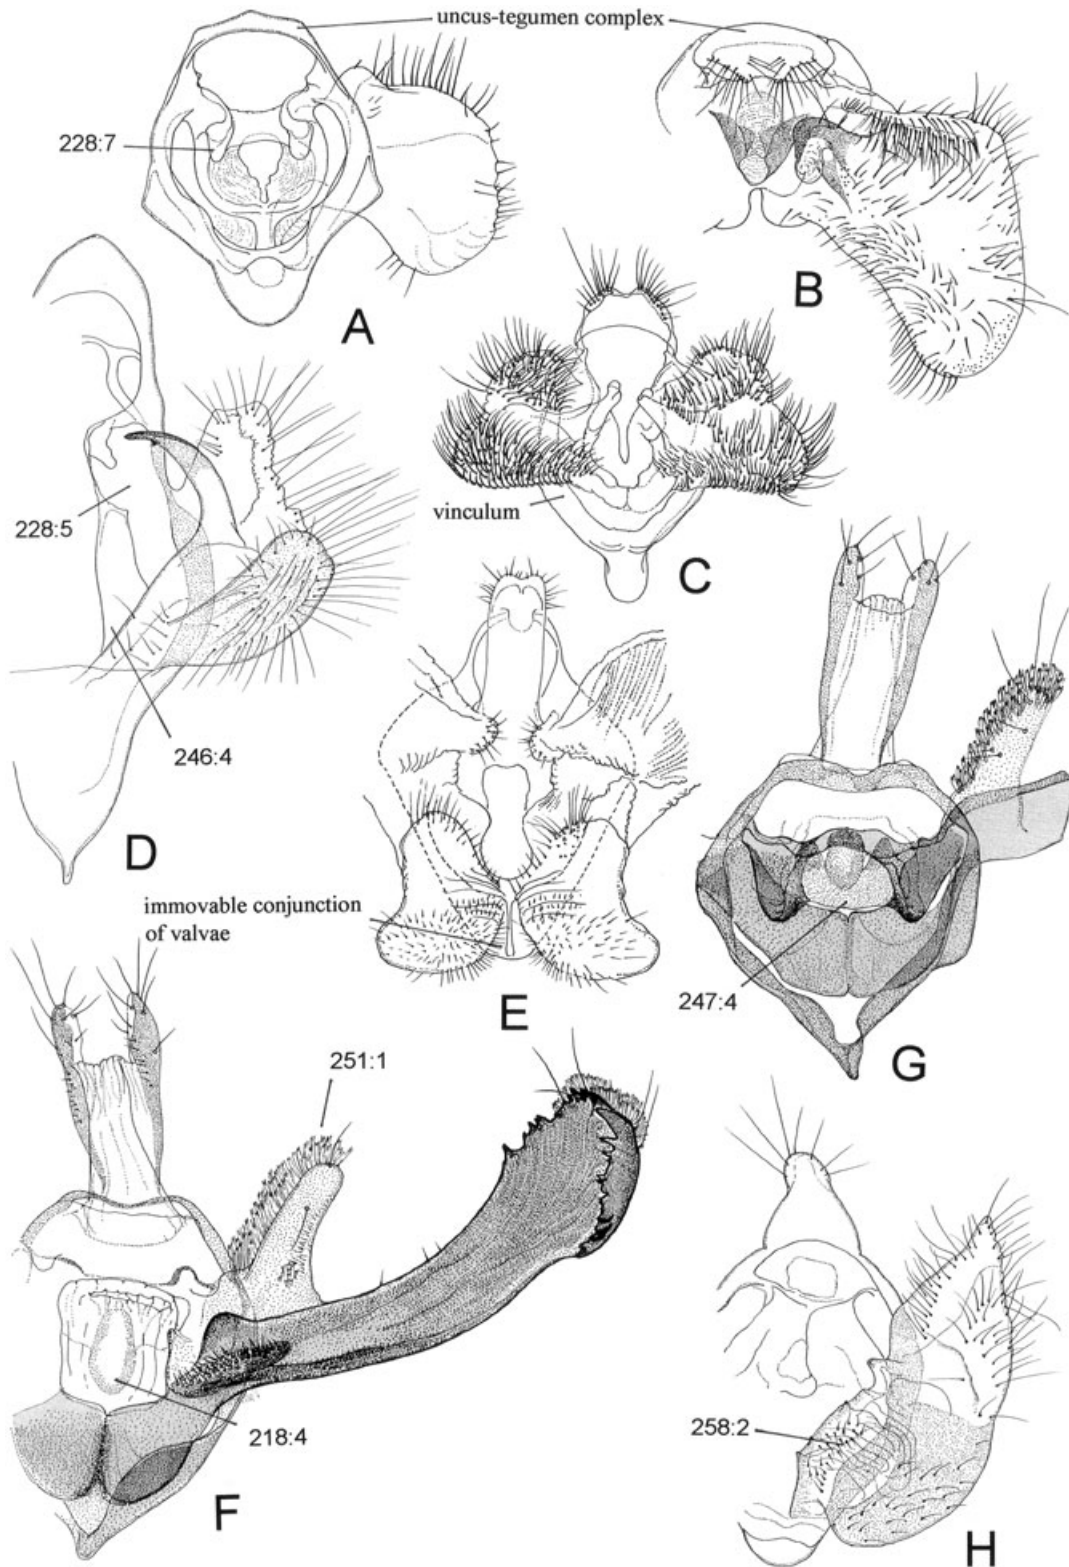 uncus-tegumen complex
228:7
A
B
228:5
vinculum
C
246:4
D
immovable conjunction
of valvae
E
247:4
G
251:1
218:4
F
258:2
H